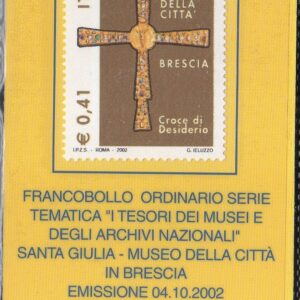 DELLA
CITTA'
BRESCIA
€ 0,41
Croce di
Desiderio
I.P.Z.S. - ROMA - 2002
G. IELUZZO
FRANCOBOLLO ORDINARIO SERIE
TEMATICA "I TESORI DEI MUSEI E
DEGLI ARCHIVI NAZIONALI"
SANTA GIULIA - MUSEO DELLA CITTÀ
IN BRESCIA
EMISSIONE 04.10.2002